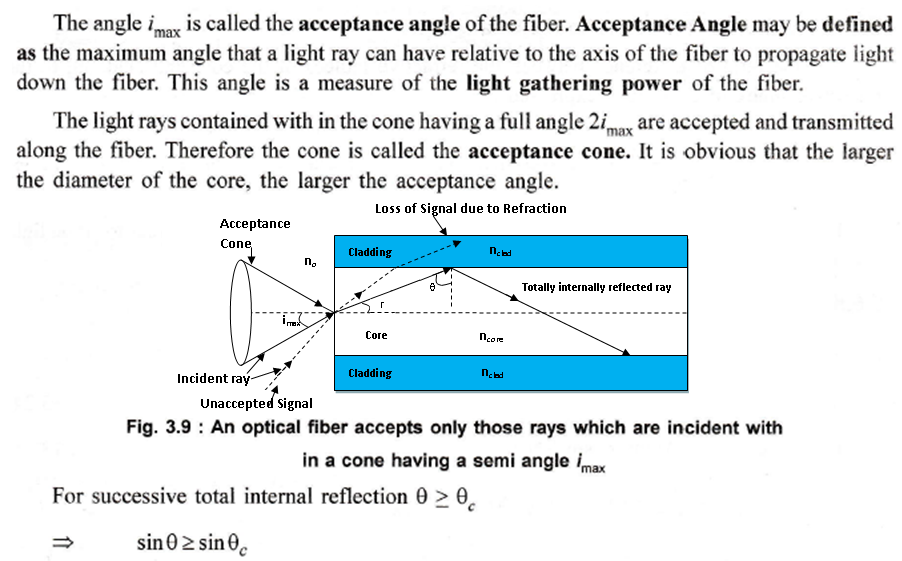 The angle i_max is called the acceptance angle of the fiber. Acceptance Angle may be defined
as the maximum angle that a light ray can have relative to the axis of the fiber to propagate light
down the fiber. This angle is a measure of the light gathering power of the fiber.
The light rays contained with in the cone having a full angle 2i_max are accepted and transmitted
along the fiber. Therefore the cone is called the acceptance cone. It is obvious that the larger
the diameter of the core, the larger the acceptance angle.
Loss of Signal due to Refraction
Acceptance
Cone
n_o
Cladding
n_clad
θ
Totally internally reflected ray
r
i_max
Core
n_core
Incident ray
Cladding
n_clad
Unaccepted Signal
Fig. 3.9 : An optical fiber accepts only those rays which are incident with
in a cone having a semi angle i_max
For successive total internal reflection θ ≥ θ_c
⇒ sinθ ≥ sinθ_c